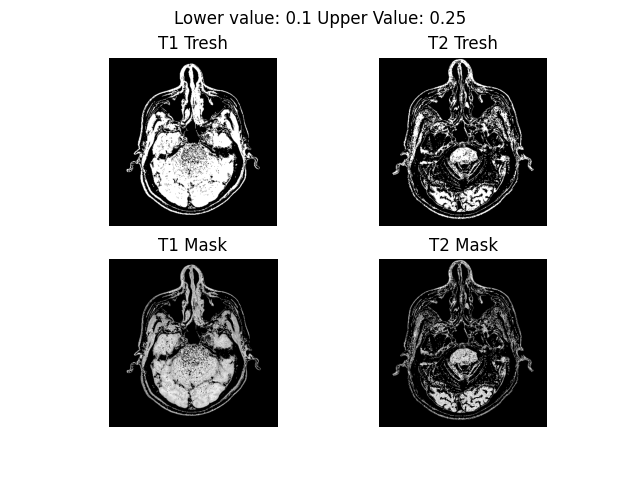 Lower value: 0.1 Upper Value: 0.25
T1 Tresh
T2 Tresh
T1 Mask
T2 Mask